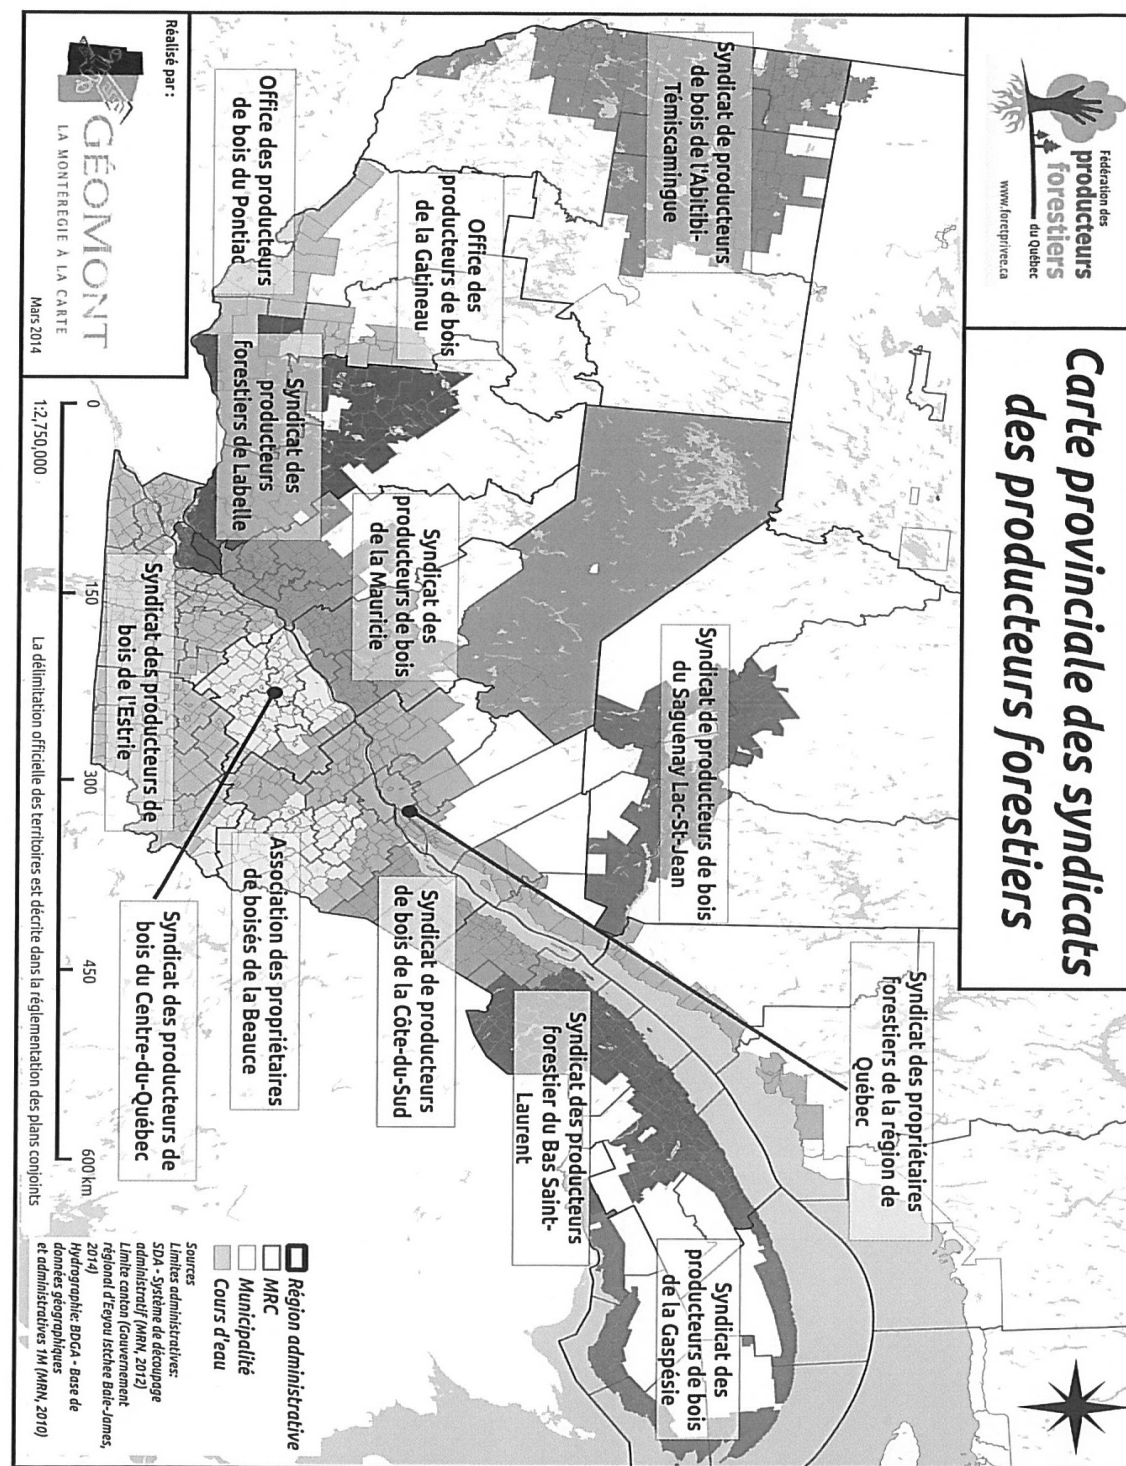 Fédération des
producteurs
forestiers
du Québec
www.foretprivee.ca
Carte provinciale des syndicats
des producteurs forestiers
Syndicat de producteurs
de bois de l'Abitibi-
Témiscamingue
Syndicat de producteurs de bois
du Saguenay Lac-St-Jean
Syndicat des propriétaires
forestiers de la région de
Québec
Office des
producteurs de bois
de la Gatineau
Syndicat des
producteurs de bois
de la Mauricie
Syndicat des producteurs
forestier du Bas Saint-
Laurent
Syndicat des
producteurs de bois
de la Gaspésie
Office des producteurs
de bois du Pontiac
Syndicat des
producteurs
forestiers de Labelle
Syndicat de producteurs
de bois de la Côte-du-Sud
Association des propriétaires
de boisés de la Beauce
Syndicat des producteurs de
bois de l'Estrie
Syndicat des producteurs de
bois du Centre-du-Québec
Réalisé par :
GÉOMONT
LA MONTÉRÉGIE À LA CARTE
Mars 2014
0 150 300 450 600 km
1:2,750,000
La délimitation officielle des territoires est décrite dans la réglementation des plans conjoints
Région administrative
MRC
Municipalité
Cours d'eau
Sources
Limites administratives:
SDA - Système de découpage
administratif (MRN, 2012)
Limite canton (Gouvernement
régional d'Eeyou Istchee Baie-James,
2014)
Hydrographie: BDGA - Base de
données géographiques
et administratives 1M (MRN, 2010)